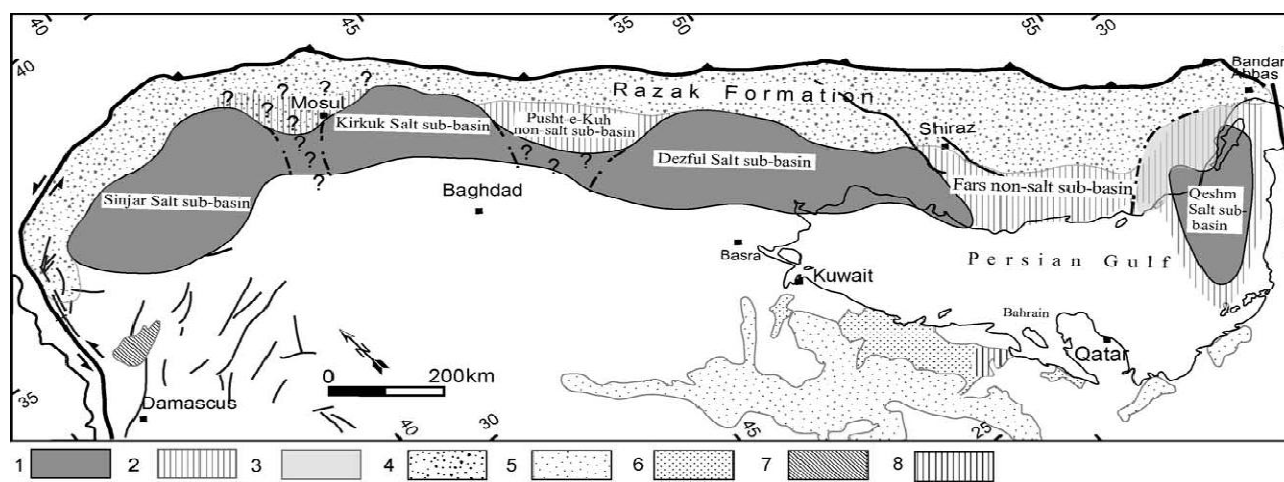 40
45
35
50
55
30
40
Bandar
Abbas
?
?
?
?
?
?
Mosul
Razak Formation
Kirkuk Salt sub-basin
Pusht-e-Kuh
non-salt sub-basin
Shiraz
?
?
?
?
?
?
Dezful Salt sub-basin
Fars non-salt sub-basin
Qeshm
Salt sub-
basin
Sinjar Salt sub-basin
Baghdad
Basra
Persian Gulf
Kuwait
Bahrain
Qatar
N
0 200km
35
Damascus
40
30
45
25
1 2 3 4 5 6 7 8